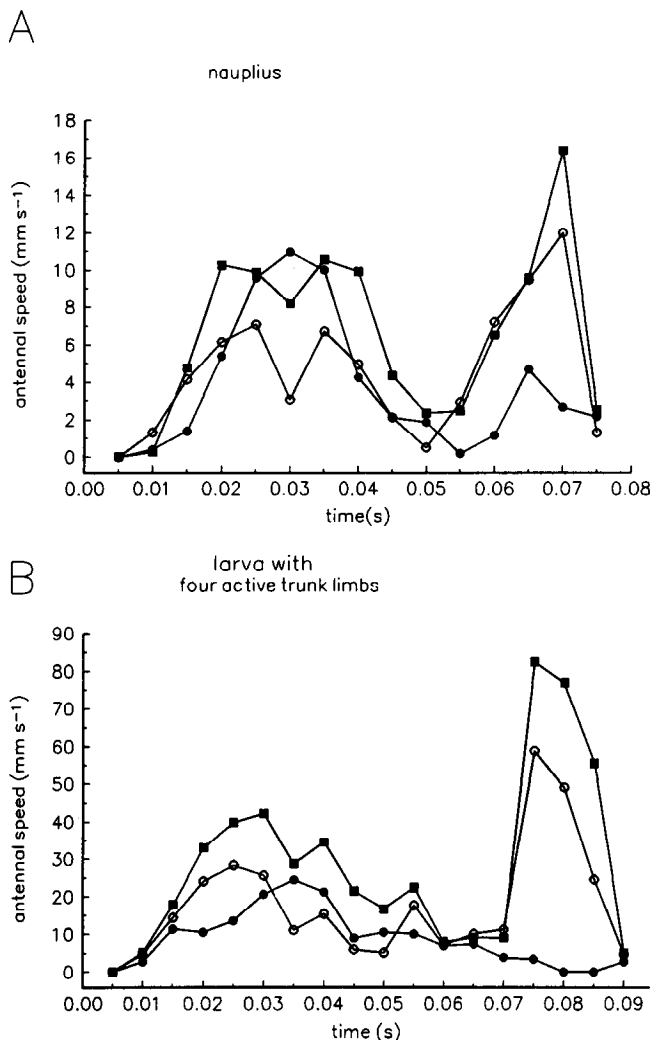 A
nauplius
18
16
14
12
10
8
6
4
2
0
antennal speed (mm s⁻¹)
0.00 0.01 0.02 0.03 0.04 0.05 0.06 0.07 0.08
time(s)
B
larva with
four active trunk limbs
90
80
70
60
50
40
30
20
10
0
antennal speed (mm s⁻¹)
0.00 0.01 0.02 0.03 0.04 0.05 0.06 0.07 0.08 0.09
time (s)